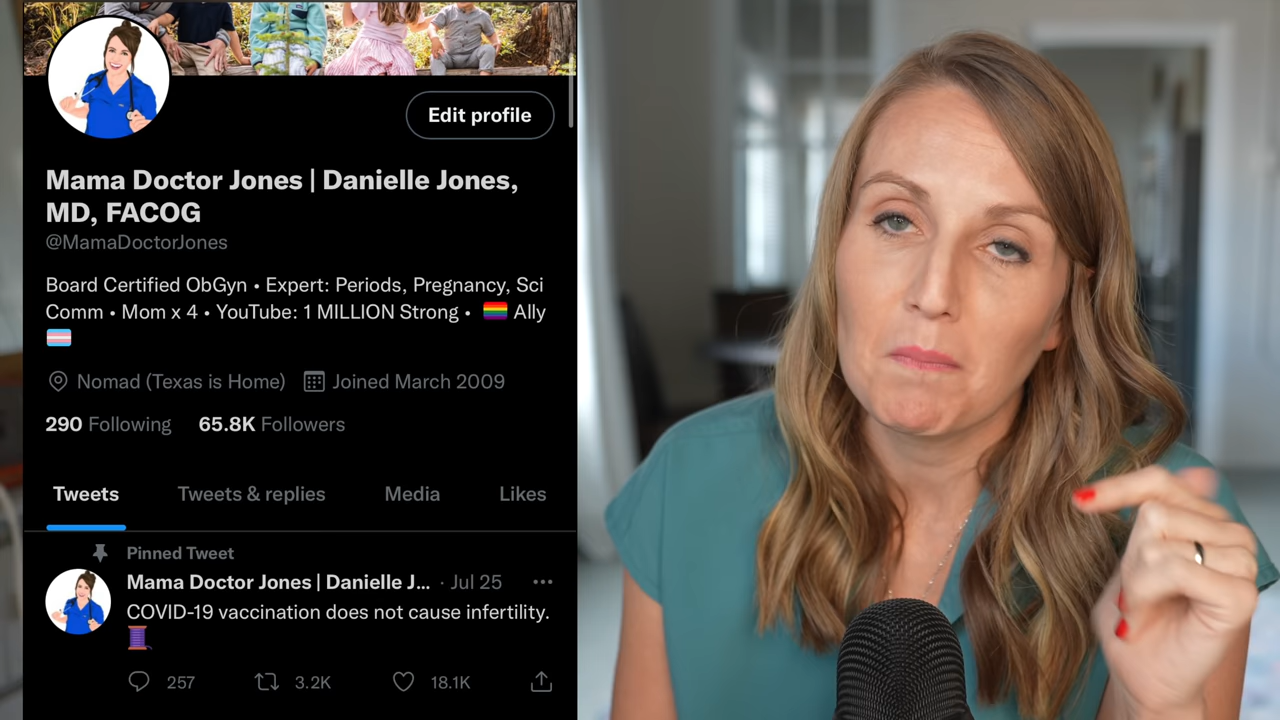 Edit profile
Mama Doctor Jones | Danielle Jones,
MD, FACOG
@MamaDoctorJones
Board Certified ObGyn • Expert: Periods, Pregnancy, Sci
Comm • Mom x 4 • YouTube: 1 MILLION Strong • 🏳️‍🌈 Ally
🏳️‍⚧️
Nomad (Texas is Home) Joined March 2009
290 Following 65.8K Followers
Tweets Tweets & replies Media Likes
Pinned Tweet
Mama Doctor Jones | Danielle J... · Jul 25
COVID-19 vaccination does not cause infertility.
🧵
257 3.2K 18.1K